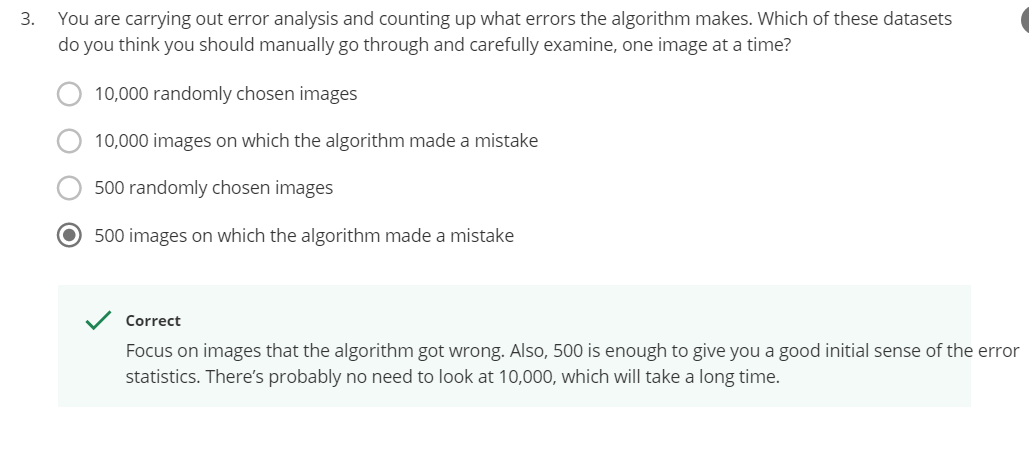 3. You are carrying out error analysis and counting up what errors the algorithm makes. Which of these datasets
do you think you should manually go through and carefully examine, one image at a time?
10,000 randomly chosen images
10,000 images on which the algorithm made a mistake
500 randomly chosen images
500 images on which the algorithm made a mistake
Correct
Focus on images that the algorithm got wrong. Also, 500 is enough to give you a good initial sense of the error
statistics. There’s probably no need to look at 10,000, which will take a long time.